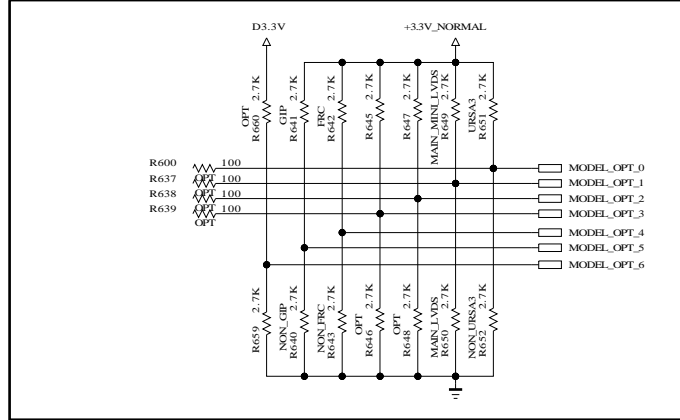 D3.3V
+3.3V_NORMAL
OPT
R660 2.7K
GIP
R641 2.7K
FRC
R642 2.7K
R645 2.7K
R647 2.7K
MAIN_MINI_LVDS
R649 2.7K
URSA3
R651 2.7K
R600 100
OPT
R637 100
OPT
R638 100
OPT
R639 100
OPT
MODEL_OPT_0
MODEL_OPT_1
MODEL_OPT_2
MODEL_OPT_3
MODEL_OPT_4
MODEL_OPT_5
MODEL_OPT_6
R659 2.7K
NON_GIP
R640 2.7K
NON_FRC
R643 2.7K
OPT
R646 2.7K
OPT
R648 2.7K
MAIN_LVDS
R650 2.7K
NON_URSA3
R652 2.7K